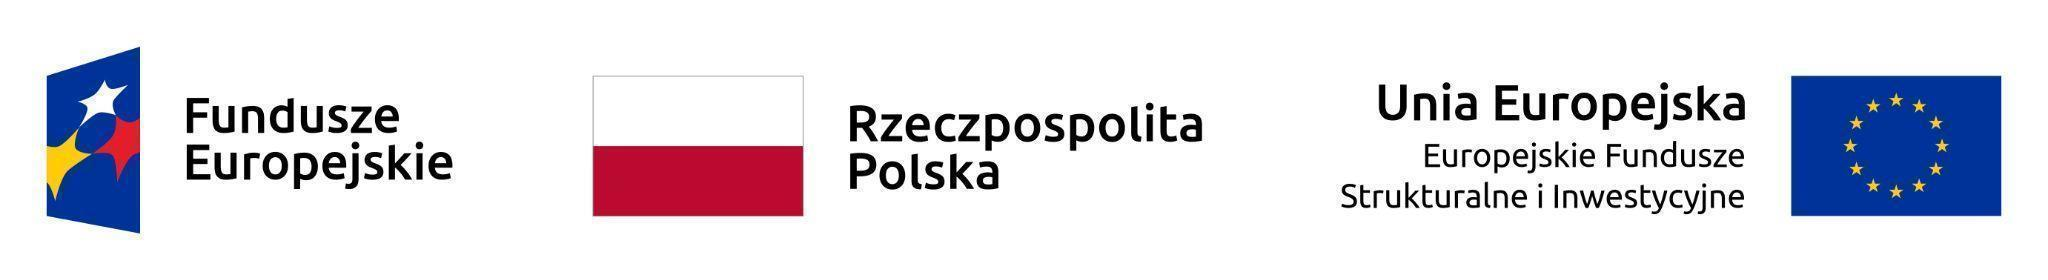 Fundusze
Europejskie
Rzeczpospolita
Polska
Unia Europejska
Europejskie Fundusze
Strukturalne i Inwestycyjne